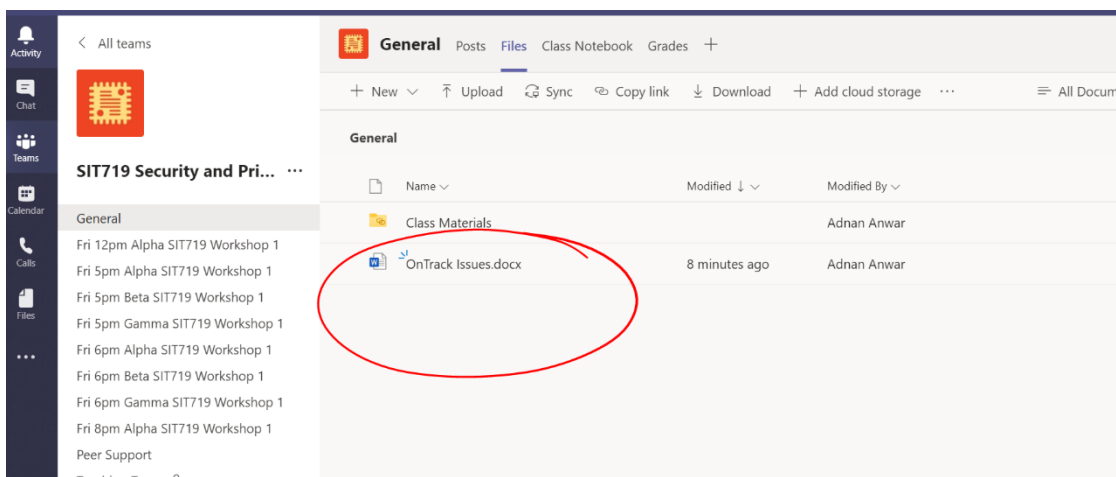 Activity
Chat
Teams
Calendar
Calls
Files
All teams
SIT719 Security and Pri... ...
General
Fri 12pm Alpha SIT719 Workshop 1
Fri 5pm Alpha SIT719 Workshop 1
Fri 5pm Beta SIT719 Workshop 1
Fri 5pm Gamma SIT719 Workshop 1
Fri 6pm Alpha SIT719 Workshop 1
Fri 6pm Beta SIT719 Workshop 1
Fri 6pm Gamma SIT719 Workshop 1
Fri 8pm Alpha SIT719 Workshop 1
Peer Support
General Posts Files Class Notebook Grades
New Upload Sync Copy link Download Add cloud storage ... All Docum
General
Name Modified Modified By
Class Materials Adnan Anwar
OnTrack Issues.docx 8 minutes ago Adnan Anwar